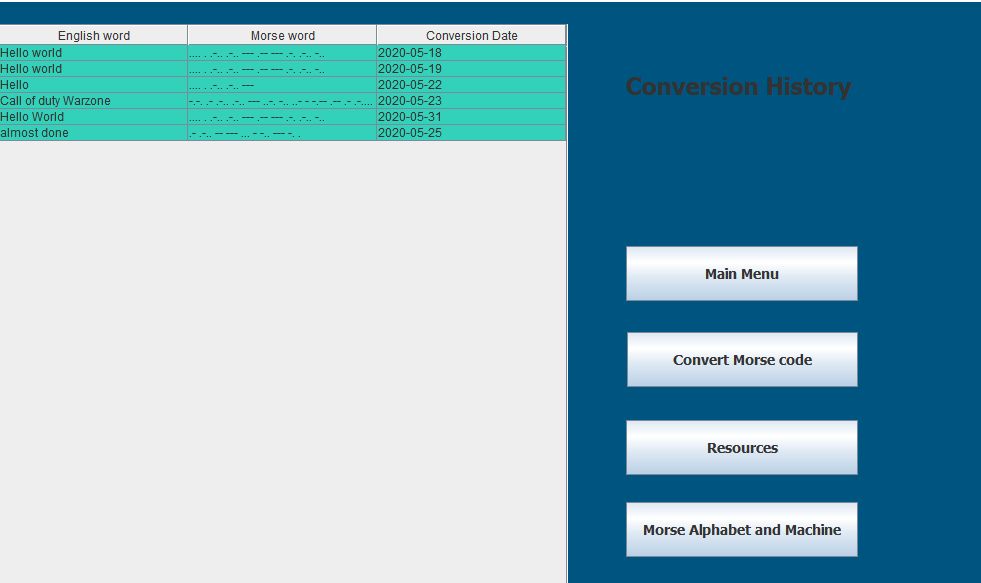 English word Morse word Conversion Date
Hello world .... . .-.. .-.. --- .-- --- .-. .-.. -.. 2020-05-18
Hello world .... . .-.. .-.. --- .-- --- .-. .-.. -.. 2020-05-19
Hello .... . .-.. .-.. --- 2020-05-22
Call of duty Warzone 2020-05-23
Hello World .... . .-.. .-.. --- .-- --- .-. .-.. -.. 2020-05-31
almost done .- .-.. -- --- ... - -.. --- -. . 2020-05-25
Conversion History
Main Menu
Convert Morse code
Resources
Morse Alphabet and Machine